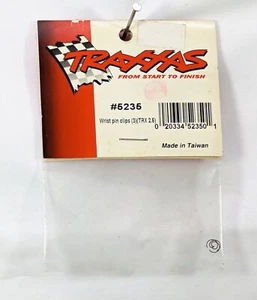 TRAXXAS
FROM START TO FINISH
#5235
Wrist pin clips (3)(TRX 2.5)
0 20334 52350 1
Made in Taiwan